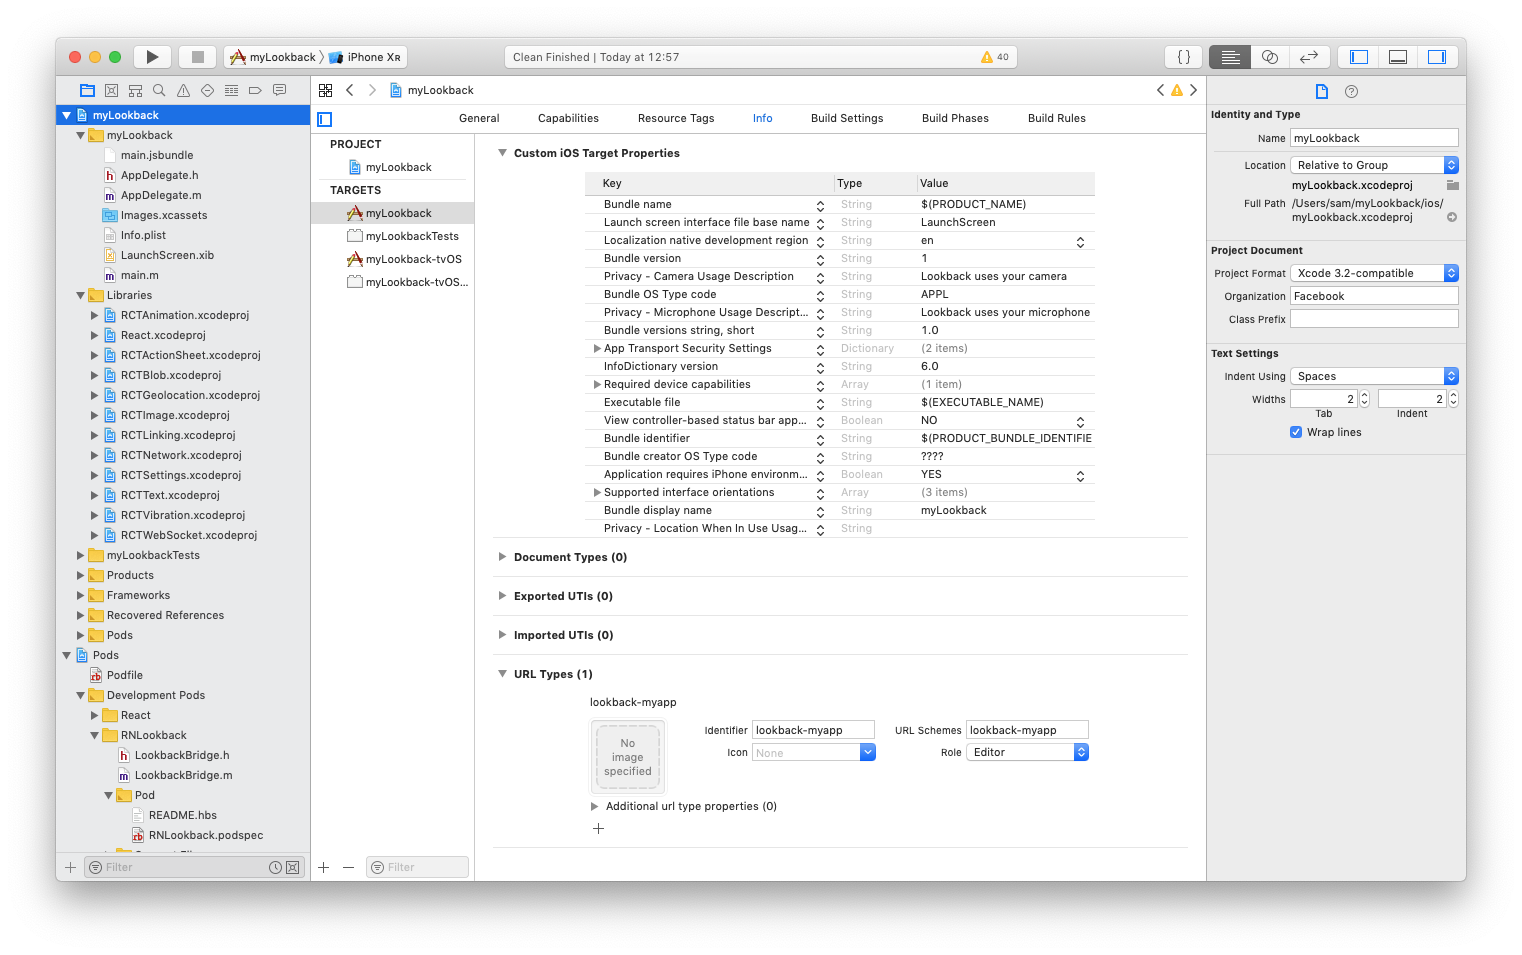 myLookback
iPhone XR
Clean Finished | Today at 12:57
40
{ }
myLookback
myLookback
main.jsbundle
AppDelegate.h
AppDelegate.m
Images.xcassets
Info.plist
LaunchScreen.xib
main.m
Libraries
RCTAnimation.xcodeproj
React.xcodeproj
RCTActionSheet.xcodeproj
RCTBlob.xcodeproj
RCTGeolocation.xcodeproj
RCTImage.xcodeproj
RCTLinking.xcodeproj
RCTNetwork.xcodeproj
RCTSettings.xcodeproj
RCTText.xcodeproj
RCTVibration.xcodeproj
RCTWebSocket.xcodeproj
myLookbackTests
Products
Frameworks
Recovered References
Pods
Pods
Podfile
Development Pods
React
RNLookback
LookbackBridge.h
LookbackBridge.m
Pod
README.hbs
RNLookback.podspec
Filter
myLookback
General Capabilities Resource Tags Info Build Settings Build Phases Build Rules
PROJECT
myLookback
TARGETS
myLookback
myLookbackTests
myLookback-tvOS
myLookback-tvOS...
Filter
Custom iOS Target Properties
Key Type Value
Bundle name String $(PRODUCT_NAME)
Launch screen interface file base name String LaunchScreen
Localization native development region String en
Bundle version String 1
Privacy - Camera Usage Description String Lookback uses your camera
Bundle OS Type code String APPL
Privacy - Microphone Usage Descript... String Lookback uses your microphone
Bundle versions string, short String 1.0
App Transport Security Settings Dictionary (2 items)
InfoDictionary version String 6.0
Required device capabilities Array (1 item)
Executable file String $(EXECUTABLE_NAME)
View controller-based status bar app... Boolean NO
Bundle identifier String $(PRODUCT_BUNDLE_IDENTIFIE
Bundle creator OS Type code String ????
Application requires iPhone environm... Boolean YES
Supported interface orientations Array (3 items)
Bundle display name String myLookback
Privacy - Location When In Use Usag... String
Document Types (0)
Exported UTIs (0)
Imported UTIs (0)
URL Types (1)
lookback-myapp
No
image
specified
Identifier lookback-myapp URL Schemes lookback-myapp
Icon None Role Editor
Additional url type properties (0)
Identity and Type
Name myLookback
Location Relative to Group
myLookback.xcodeproj
Full Path /Users/sam/myLookback/ios/
myLookback.xcodeproj
Project Document
Project Format Xcode 3.2-compatible
Organization Facebook
Class Prefix
Text Settings
Indent Using Spaces
Widths 2 2
Tab Indent
Wrap lines